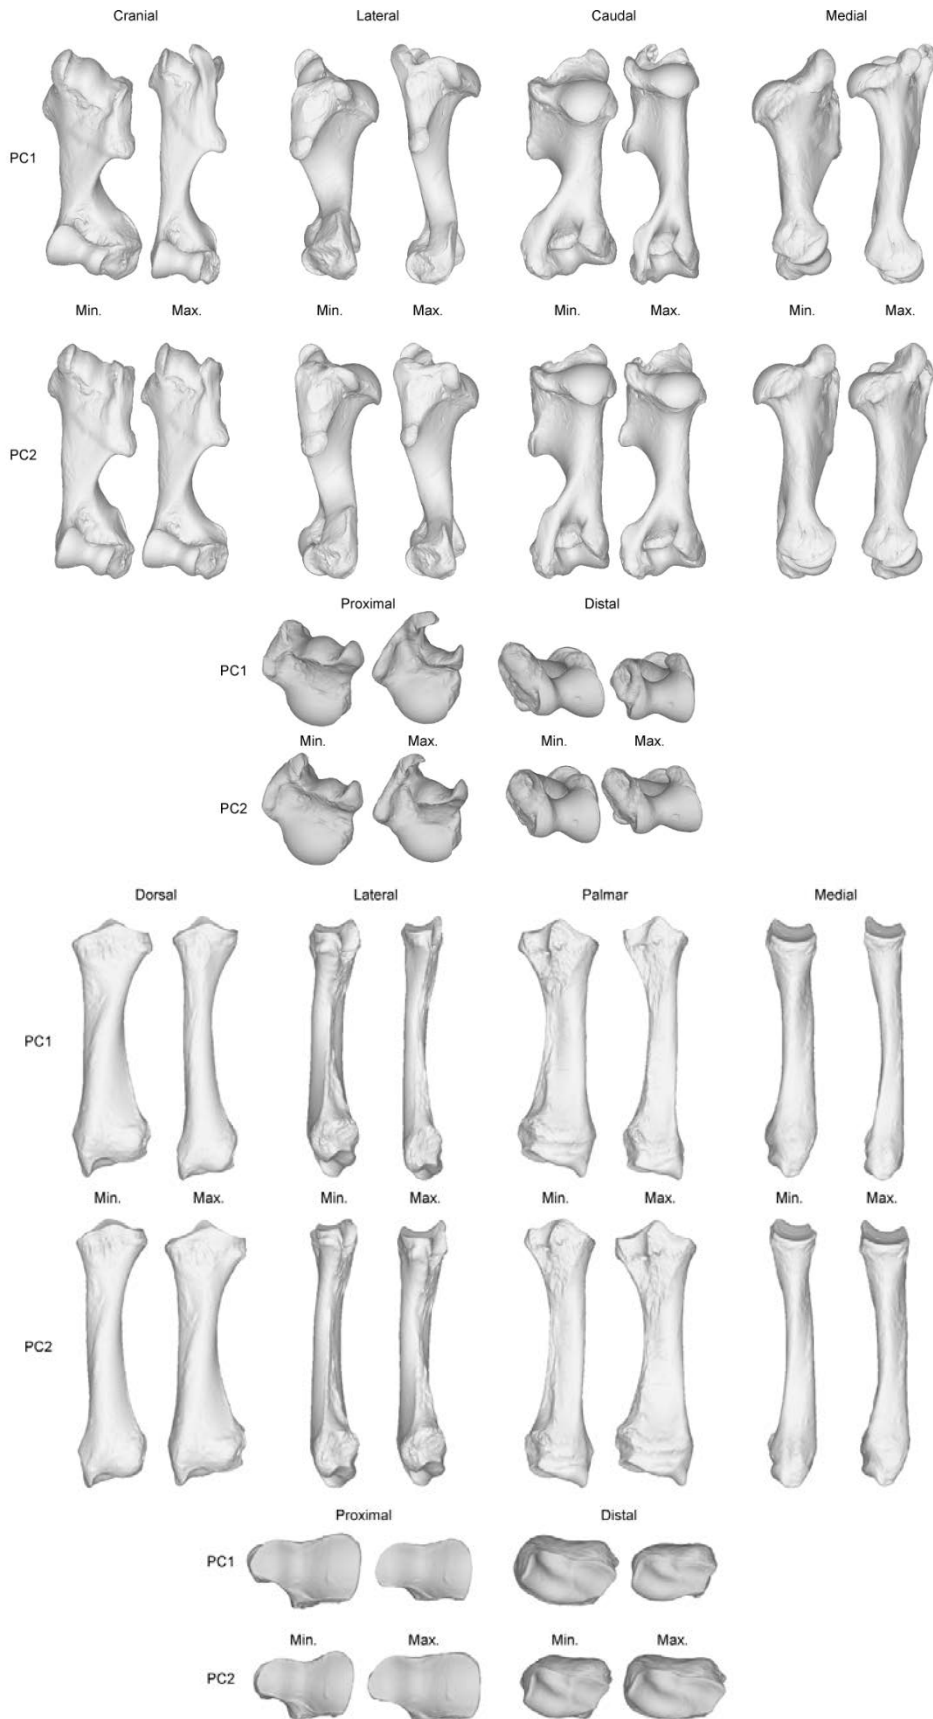 Cranial Lateral Caudal Medial
PC1
Min. Max. Min. Max. Min. Max. Min. Max.
PC2
Proximal Distal
PC1
Min. Max. Min. Max.
PC2
Dorsal Lateral Palmar Medial
PC1
Min. Max. Min. Max. Min. Max. Min. Max.
PC2
Proximal Distal
PC1
Min. Max. Min. Max.
PC2